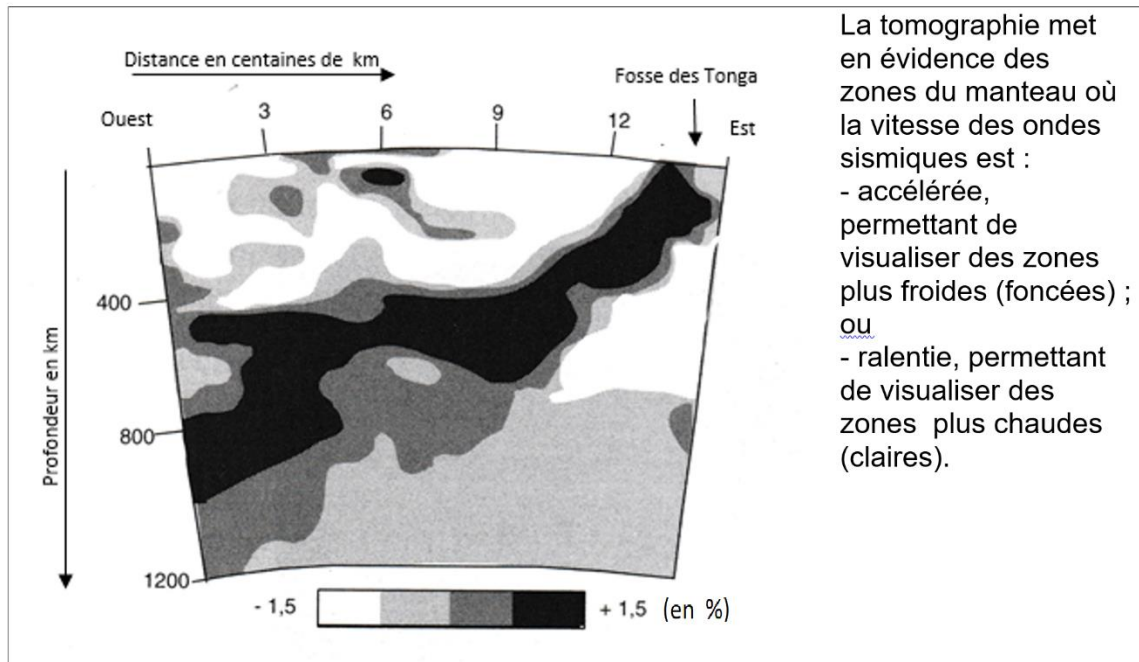 Distance en centaines de km
Fosse des Tonga
Ouest
3
6
9
12
Est
Profondeur en km
400
800
1200
- 1,5
+ 1,5 (en %)
La tomographie met
en évidence des
zones du manteau où
la vitesse des ondes
sismiques est :
- accélérée,
permettant de
visualiser des zones
plus froides (foncées) ;
ou
- ralentie, permettant
de visualiser des
zones plus chaudes
(claires).